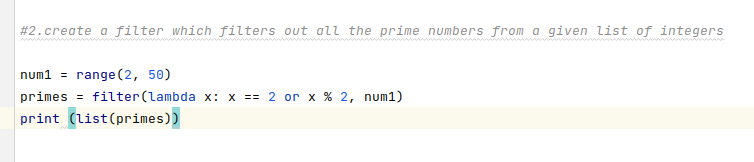 #2.create a filter which filters out all the prime numbers from a given list of integers
num1 = range(2, 50)
primes = filter(lambda x: x == 2 or x % 2, num1)
print (list(primes))